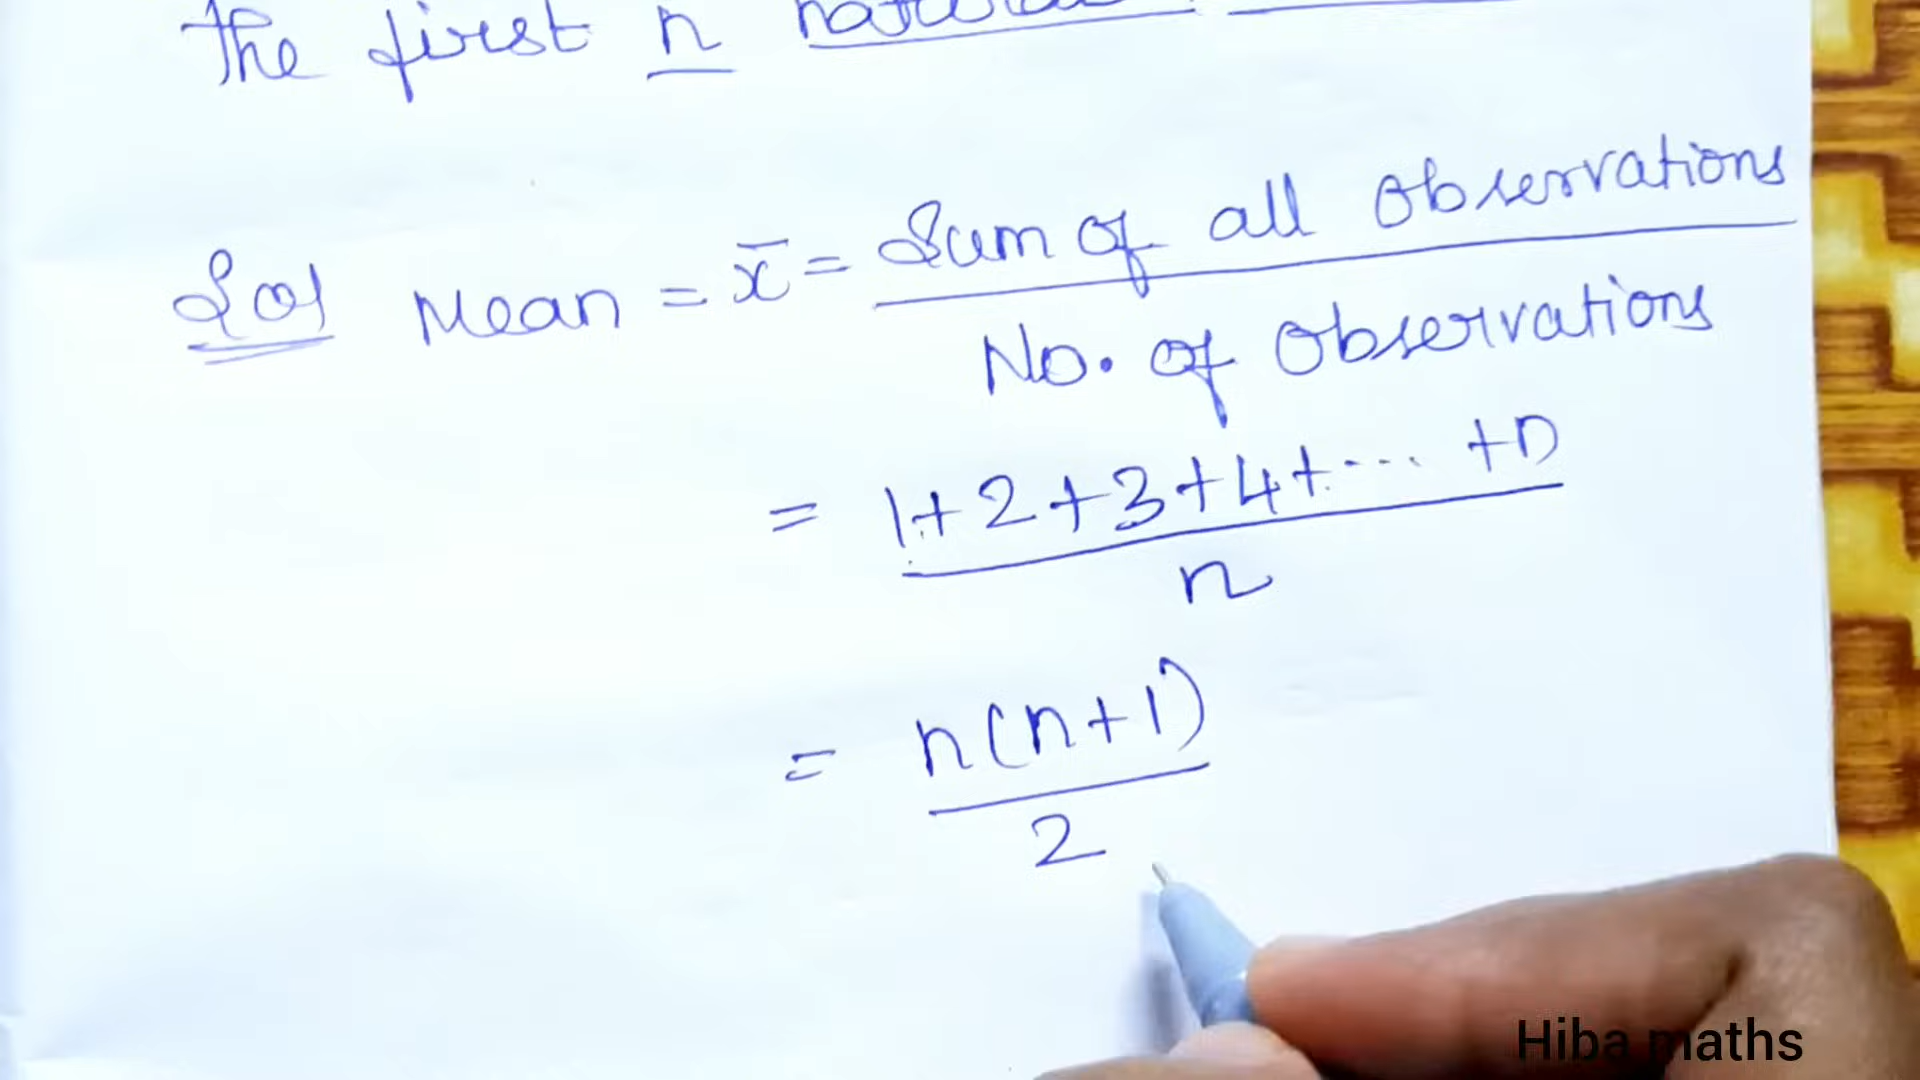 The first n natural
Sol Mean = x̄ = Sum of all observations
No. of observations
= 1+2+3+4+... +n
n
= n(n+1)
2
Hiba maths